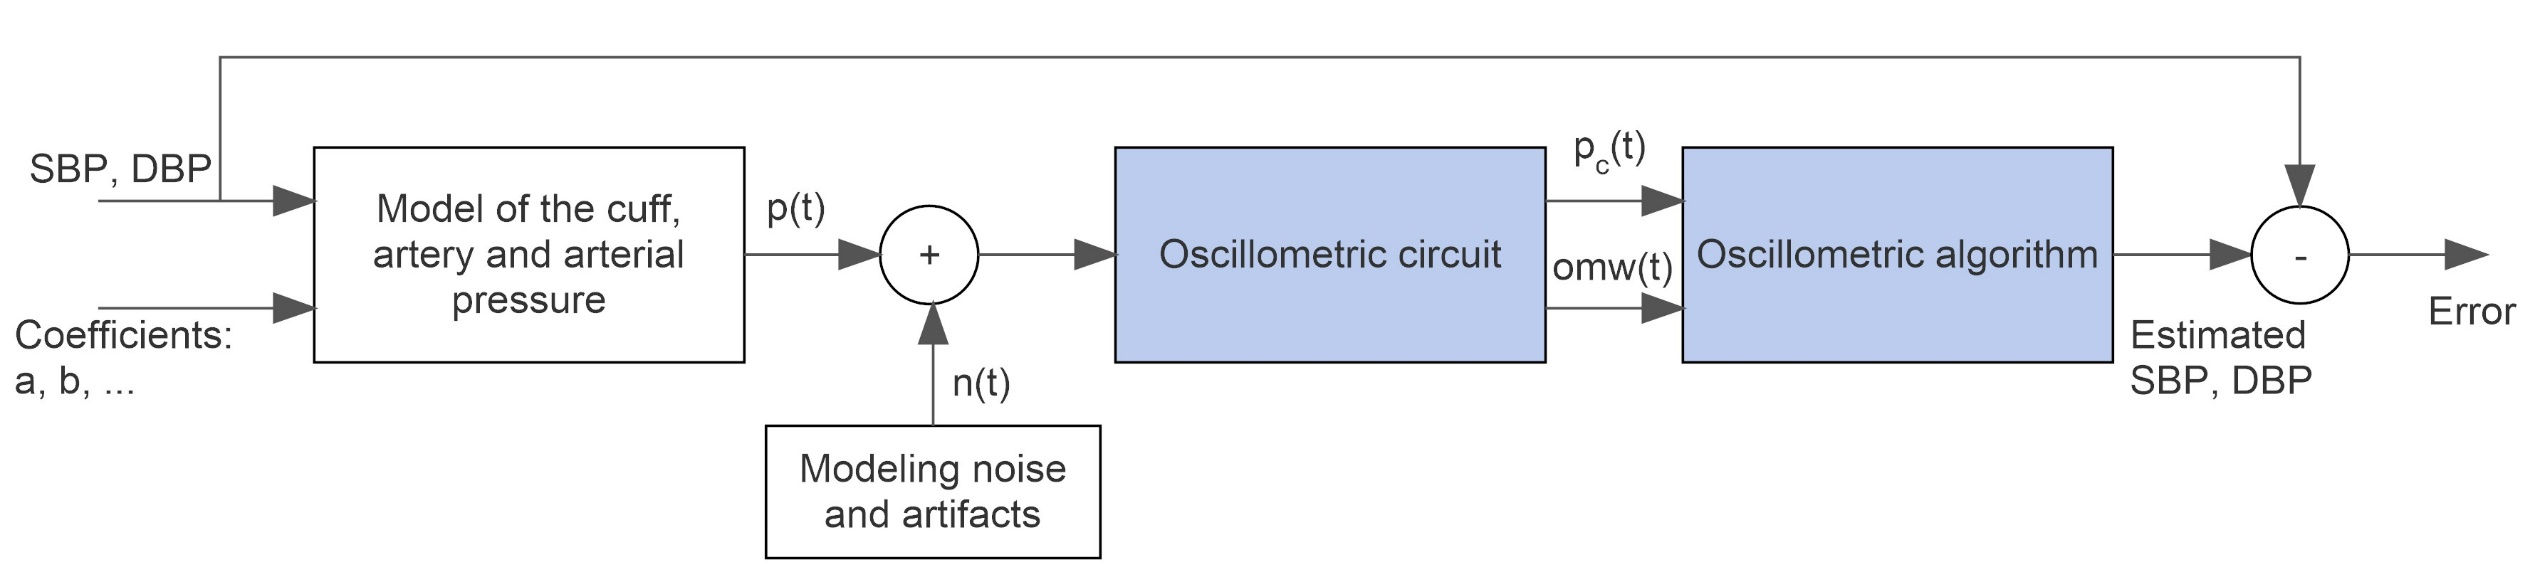 SBP, DBP
Coefficients:
a, b, ...
Model of the cuff,
artery and arterial
pressure
p(t)
+
n(t)
Modeling noise
and artifacts
Oscillometric circuit
pc(t)
omw(t)
Oscillometric algorithm
Estimated
SBP, DBP
-
Error